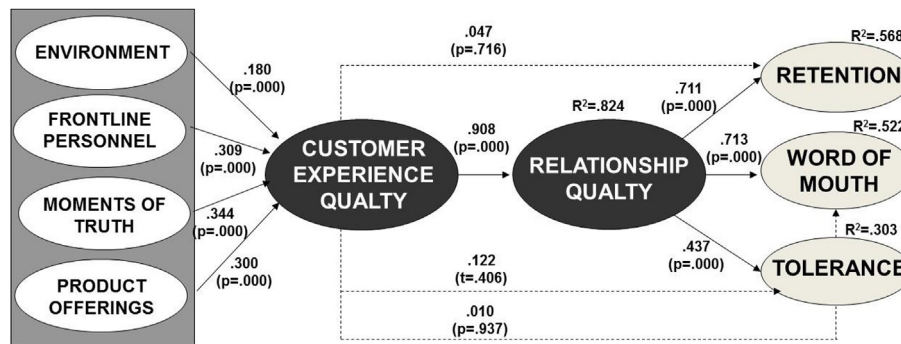 ENVIRONMENT
FRONTLINE
PERSONNEL
MOMENTS OF
TRUTH
PRODUCT
OFFERINGS
.180
(p=.000)
.309
(p=.000)
.344
(p=.000)
.300
(p=.000)
CUSTOMER
EXPERIENCE
QUALTY
.047
(p=.716)
.908
(p=.000)
.122
(t=.406)
.010
(p=.937)
R²=.824
RELATIONSHIP
QUALTY
.711
(p=.000)
.713
(p=.000)
.437
(p=.000)
R²=.568
RETENTION
R²=.522
WORD OF
MOUTH
R²=.303
TOLERANCE